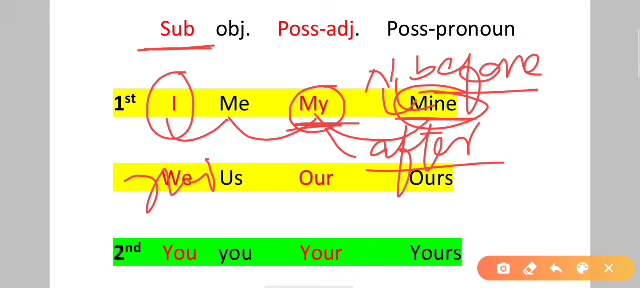 Sub obj. Poss-adj. Poss-pronoun
before
1st I Me My Mine
after
We Us Our Ours
2nd You you Your Yours